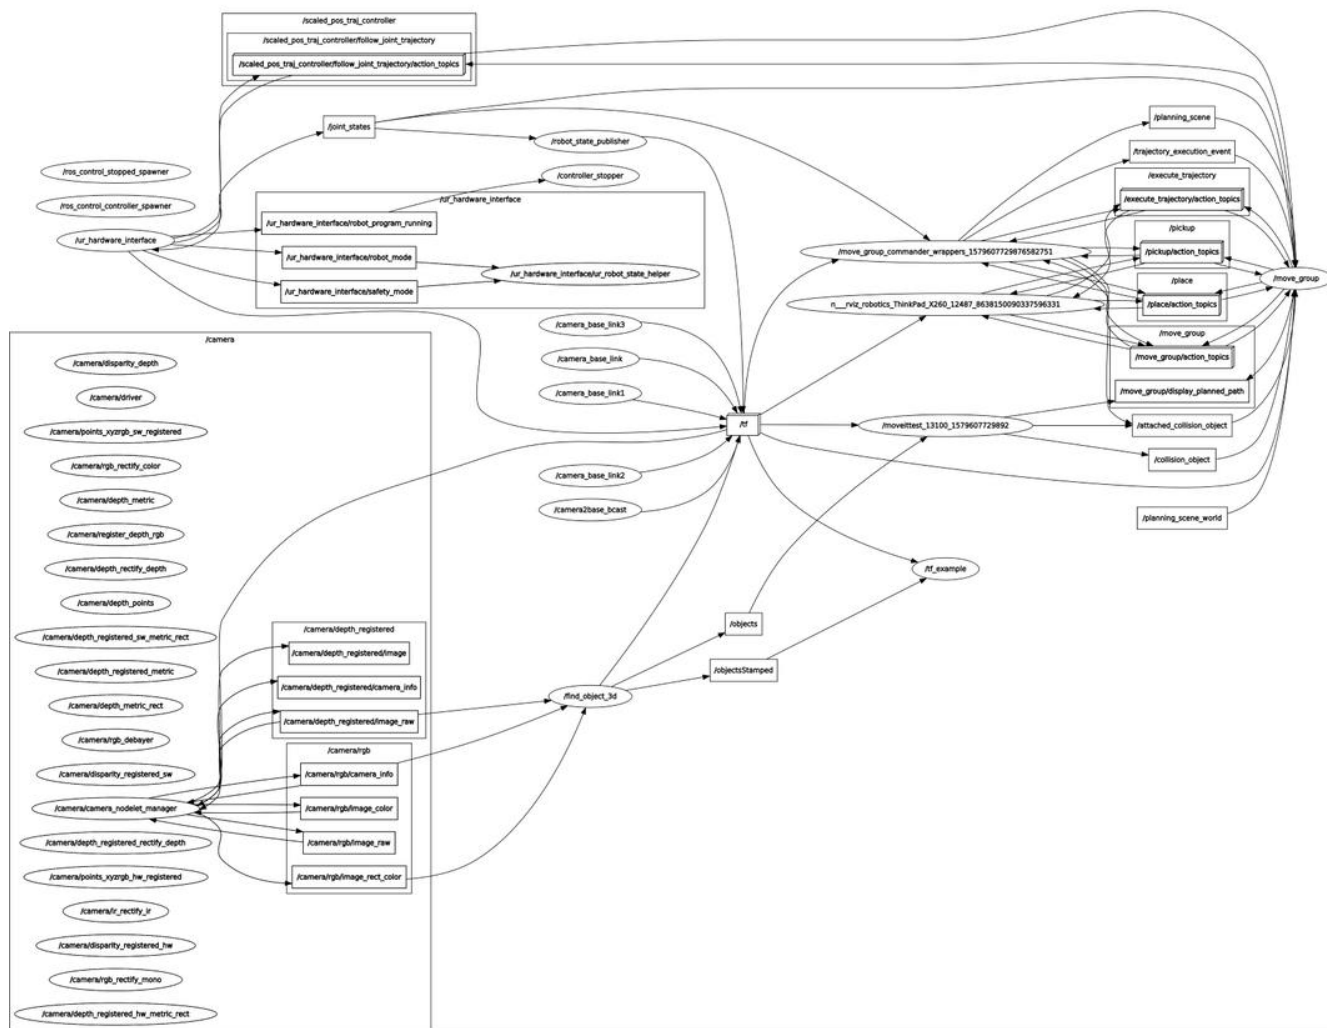 /scaled_pos_traj_controller
/scaled_pos_traj_controller/follow_joint_trajectory
/scaled_pos_traj_controller/follow_joint_trajectory/action_topics
/joint_states
/robot_state_publisher
/controller_stopper
/ros_control_stopped_spawner
/ros_control_controller_spawner
/ur_hardware_interface
/ur_hardware_interface
/ur_hardware_interface/robot_program_running
/ur_hardware_interface/robot_mode
/ur_hardware_interface/safety_mode
/ur_hardware_interface/ur_robot_state_helper
/planning_scene
/trajectory_execution_event
/execute_trajectory
/execute_trajectory/action_topics
/pickup
/pickup/action_topics
/place
/place/action_topics
/move_group
/move_group/action_topics
/move_group/display_planned_path
/move_group
/move_group_commander_wrappers_1579607729876582751
n__rviz_robotics_ThinkPad_X260_12487_8638150090337596331
/attached_collision_object
/collision_object
/planning_scene_world
/camera_base_link3
/camera_base_link
/camera_base_link1
/tf
/moveittest_13100_1579607729892
/camera_base_link2
/camera2base_bcast
/tf_example
/objects
/objectsStamped
/find_object_3d
/camera
/camera/disparity_depth
/camera/driver
/camera/points_xyzrgb_sw_registered
/camera/rgb_rectify_color
/camera/depth_metric
/camera/register_depth_rgb
/camera/depth_rectify_depth
/camera/depth_points
/camera/depth_registered_sw_metric_rect
/camera/depth_registered_metric
/camera/depth_metric_rect
/camera/rgb_debayer
/camera/disparity_registered_sw
/camera/camera_nodelet_manager
/camera/depth_registered_rectify_depth
/camera/points_xyzrgb_hw_registered
/camera/ir_rectify_ir
/camera/disparity_registered_hw
/camera/rgb_rectify_mono
/camera/depth_registered_hw_metric_rect
/camera/depth_registered
/camera/depth_registered/image
/camera/depth_registered/camera_info
/camera/depth_registered/image_raw
/camera/rgb
/camera/rgb/camera_info
/camera/rgb/image_color
/camera/rgb/image_raw
/camera/rgb/image_rect_color